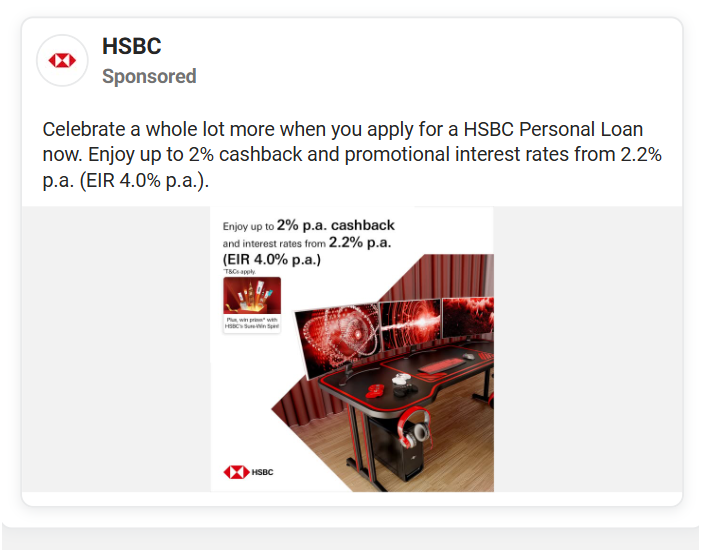 HSBC
Sponsored
Celebrate a whole lot more when you apply for a HSBC Personal Loan
now. Enjoy up to 2% cashback and promotional interest rates from 2.2%
p.a. (EIR 4.0% p.a.).
Enjoy up to 2% p.a. cashback
and interest rates from 2.2% p.a.
(EIR 4.0% p.a.)
*T&Cs apply.
Plus, win prizes* with
HSBC's Sure-Win Spin!
HSBC